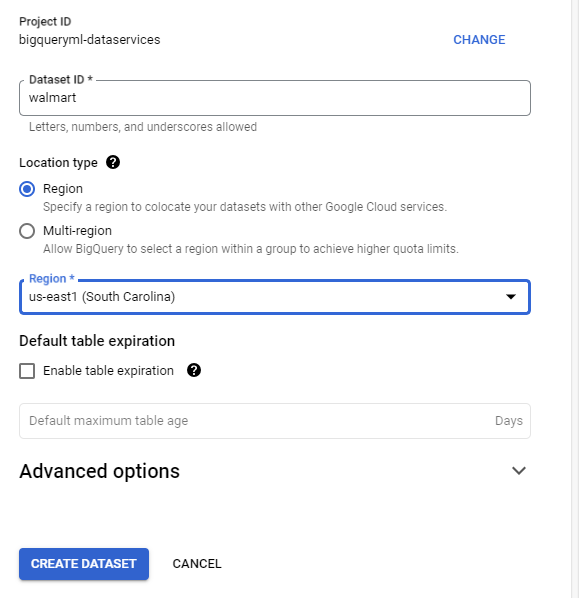 Project ID
bigqueryml-dataservices CHANGE
Dataset ID *
walmart
Letters, numbers, and underscores allowed
Location type ?
Region
Specify a region to colocate your datasets with other Google Cloud services.
Multi-region
Allow BigQuery to select a region within a group to achieve higher quota limits.
Region *
us-east1 (South Carolina)
Default table expiration
Enable table expiration ?
Default maximum table age Days
Advanced options
CREATE DATASET CANCEL